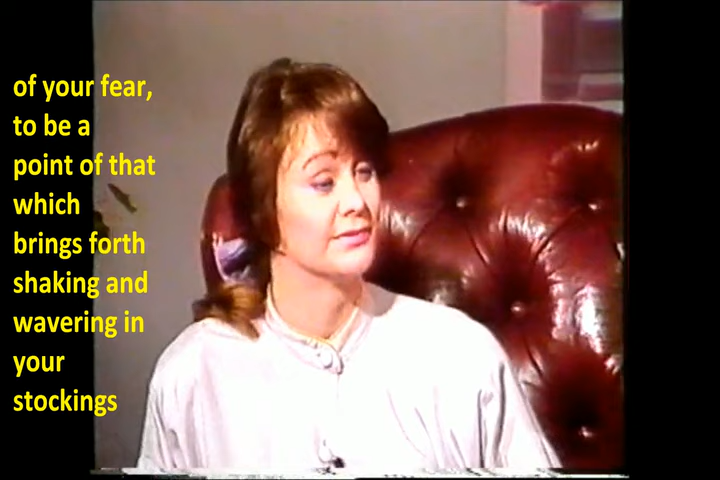 of your fear,
to be a
point of that
which
brings forth
shaking and
wavering in
your
stockings